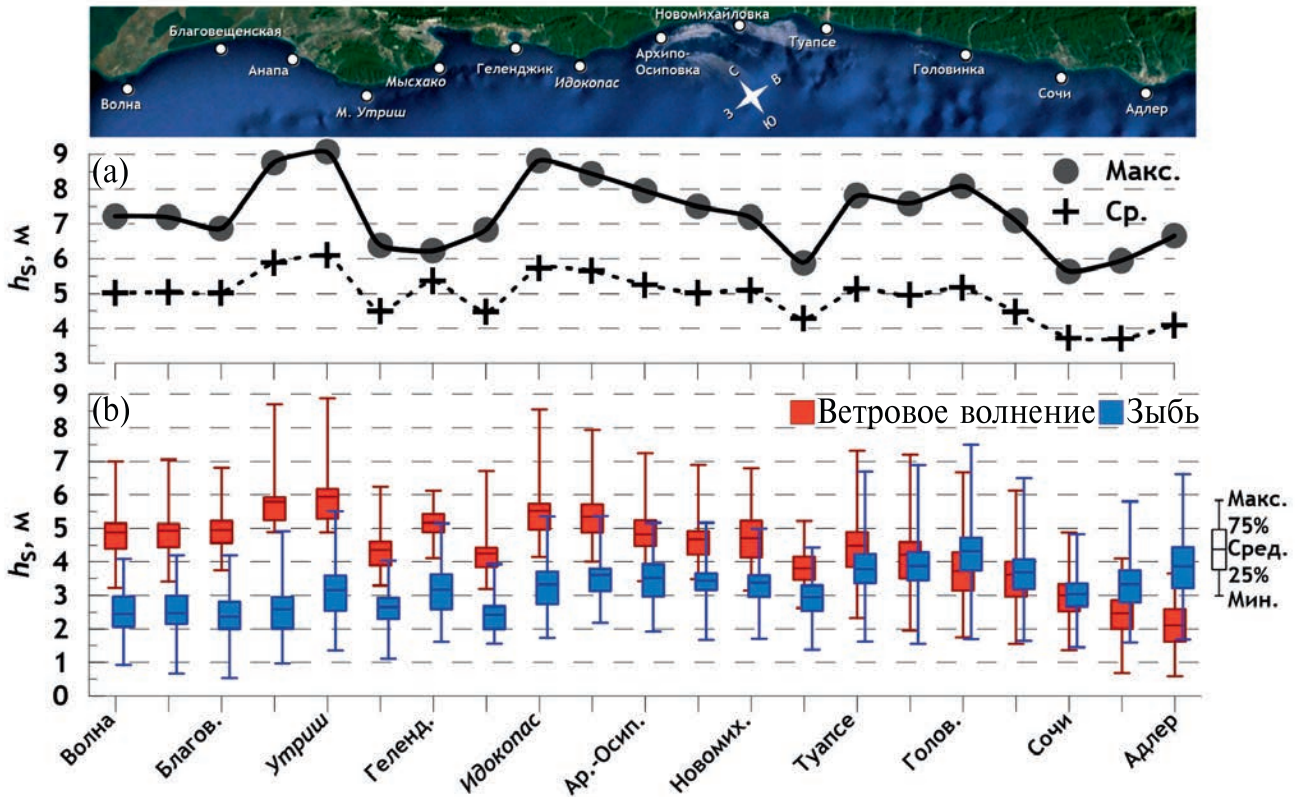 Новомихайловка
Благовещенская
Туапсе
Архипо-
Осиповка
Анапа
Мысхако
Геленджик
Идокопас
Головинка
Сочи
Волна
М. Утриш
Адлер
С
В
З
Ю
(a)
Макс.
Ср.
hs, м
9
8
7
6
5
4
3
(b)
Ветровое волнение
Зыбь
hs, м
9
8
7
6
5
4
3
2
1
0
Макс.
75%
Сред.
25%
Мин.
Волна
Благов.
Утриш
Геленд.
Идокопас
Ар.-Осип.
Новомих.
Туапсе
Голов.
Сочи
Адлер